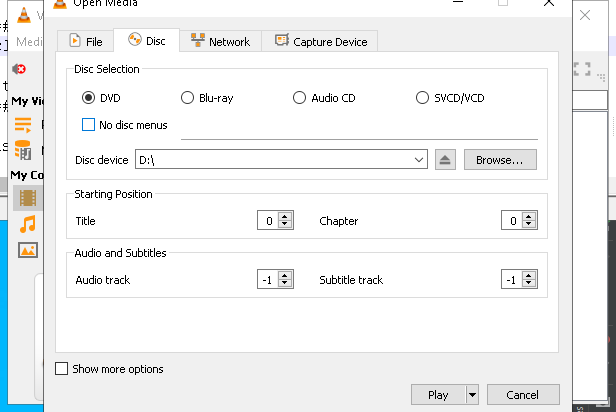 Open Media
Medi
File
Disc
Network
Capture Device
Disc Selection
DVD
Blu-ray
Audio CD
SVCD/VCD
No disc menus
Disc device
D:\
Browse...
My Vi
Starting Position
Title
0
Chapter
0
My Co
Audio and Subtitles
Audio track
-1
Subtitle track
-1
Show more options
Play
Cancel